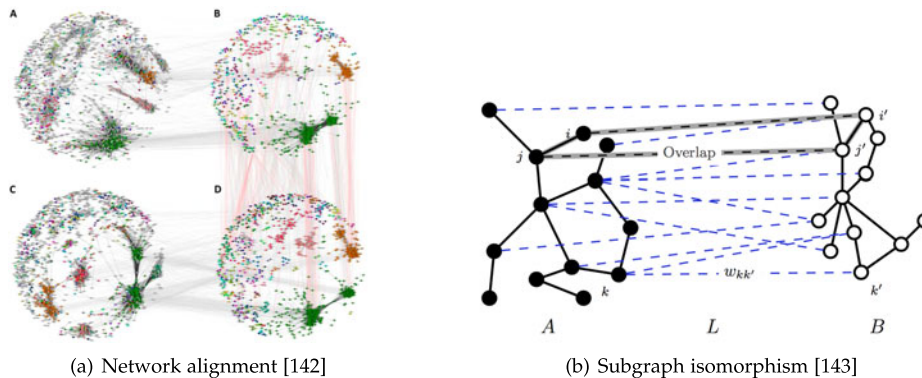 A
B
C
D
i
j
i'
j'
Overlap
w_{kk'}
k
k'
A
L
B
(a) Network alignment [142]
(b) Subgraph isomorphism [143]